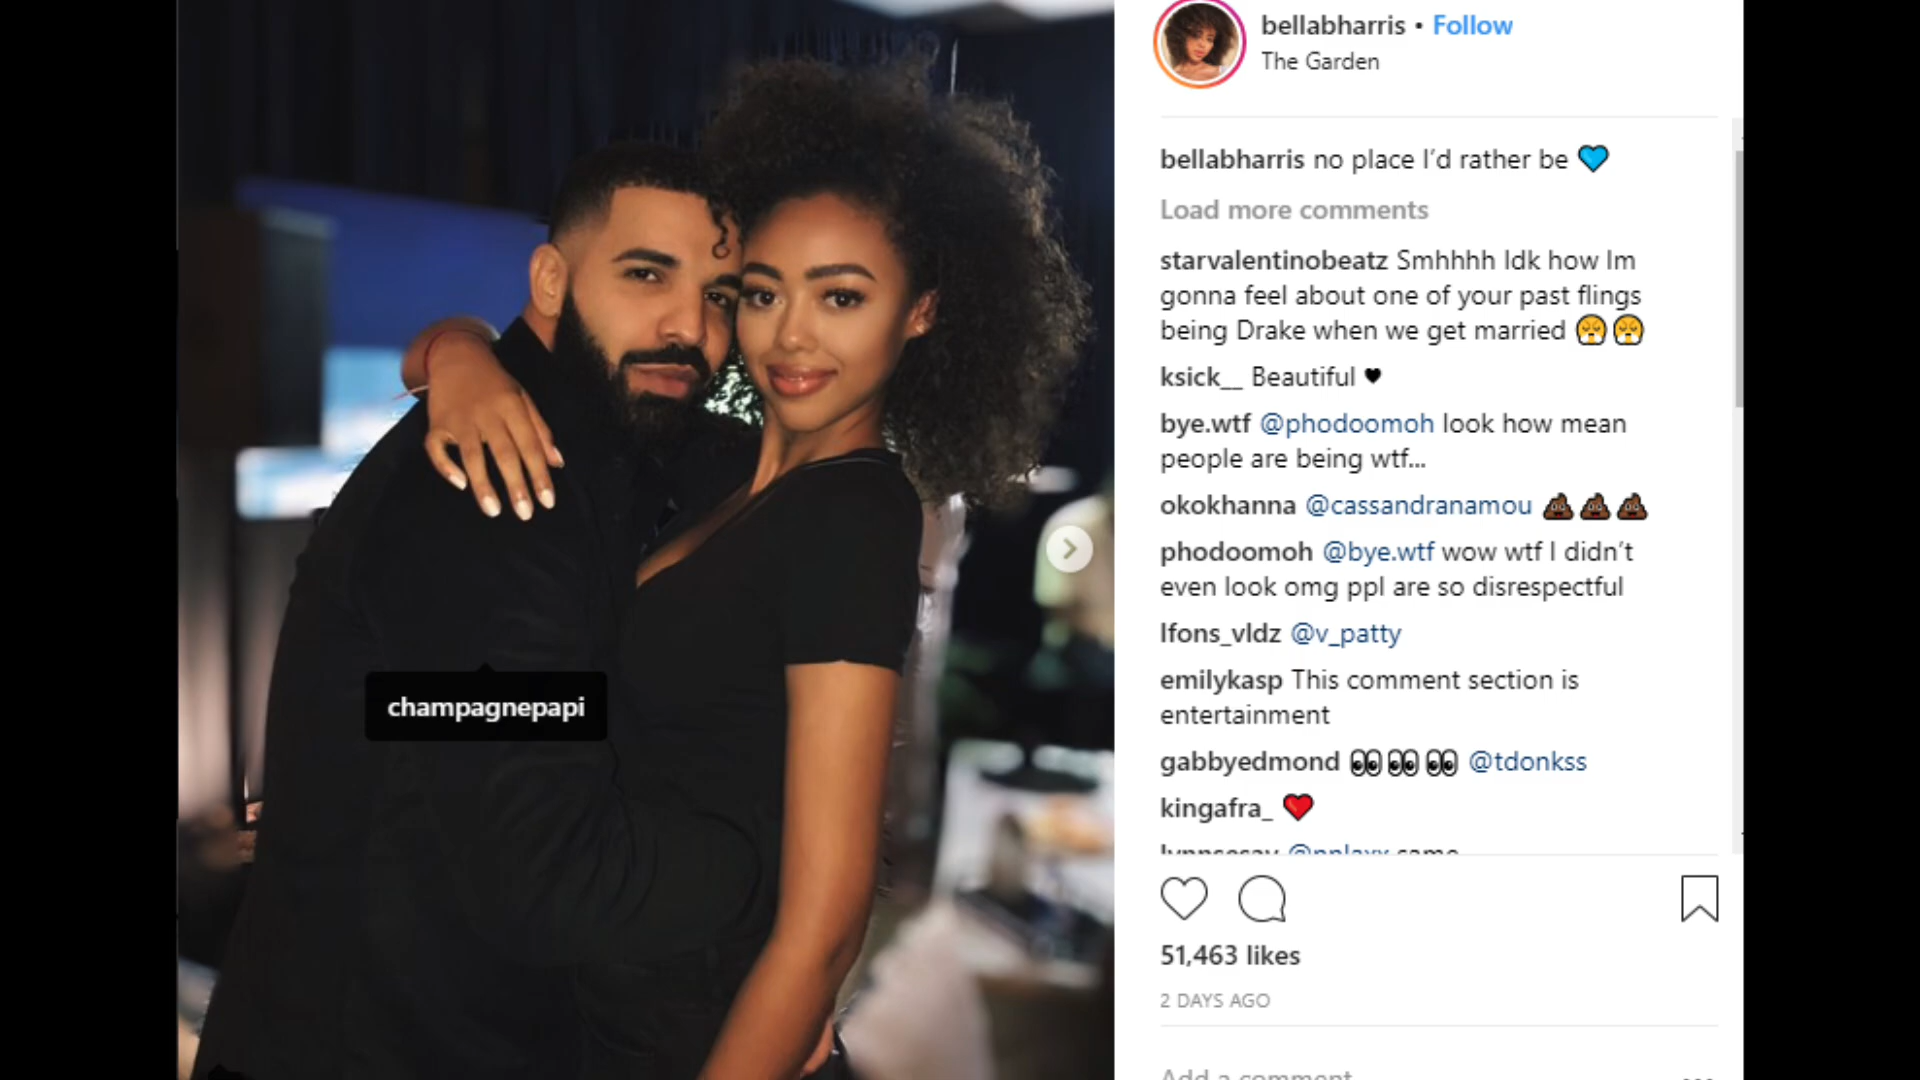 bellabharris • Follow
The Garden
bellabharris no place I’d rather be 💙
Load more comments
starvalentinobeatz Smhhhh Idk how Im
gonna feel about one of your past flings
being Drake when we get married 😤😤
ksick__ Beautiful ♥
bye.wtf @phodoomoh look how mean
people are being wtf...
okokhanna @cassandranamou 💩💩💩
phodoomoh @bye.wtf wow wtf I didn’t
even look omg ppl are so disrespectful
lfons_vldz @v_patty
emilykasp This comment section is
entertainment
gabbyedmond 👀👀👀 @tdonkss
kingafra_ ❤️
champagnepapi
51,463 likes
2 DAYS AGO
Add a comment